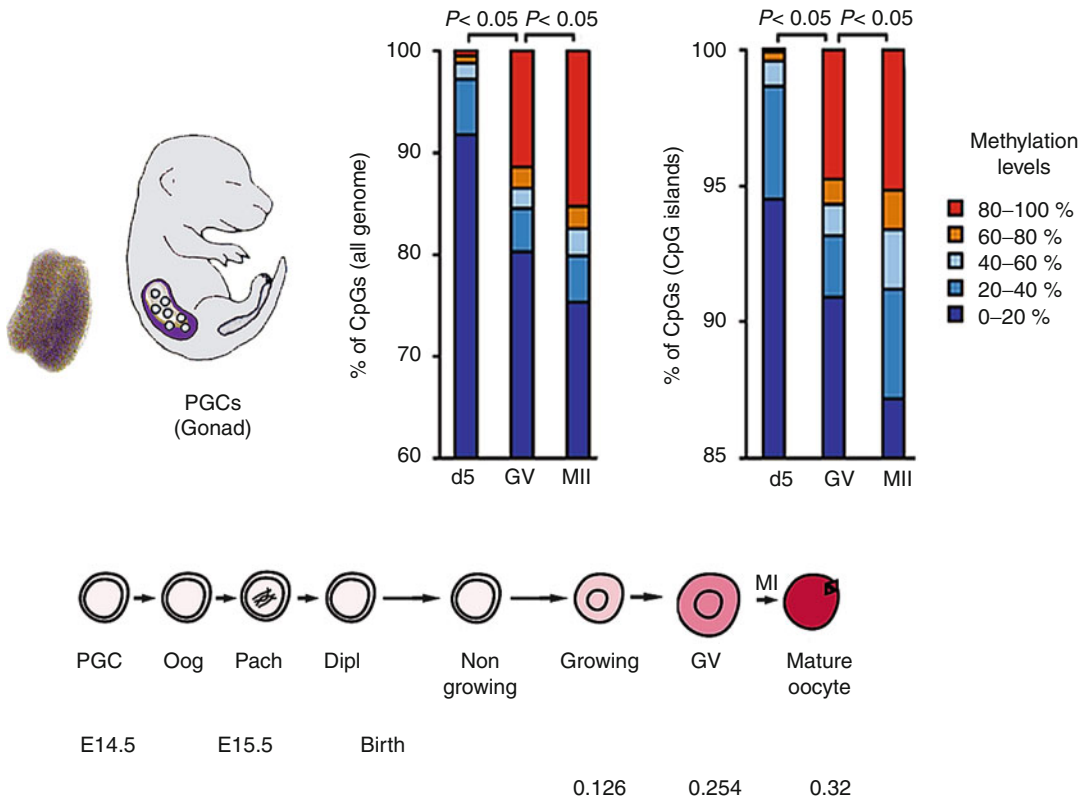 P< 0.05 P< 0.05
100
90
80
70
60
% of CpGs (all genome)
d5 GV MII
P< 0.05 P< 0.05
100
95
90
85
% of CpGs (CpG islands)
d5 GV MII
Methylation
levels
80–100 %
60–80 %
40–60 %
20–40 %
0–20 %
PGCs
(Gonad)
MI
PGC Oog Pach Dipl Non growing Growing GV Mature oocyte
E14.5 E15.5 Birth
0.126 0.254 0.32